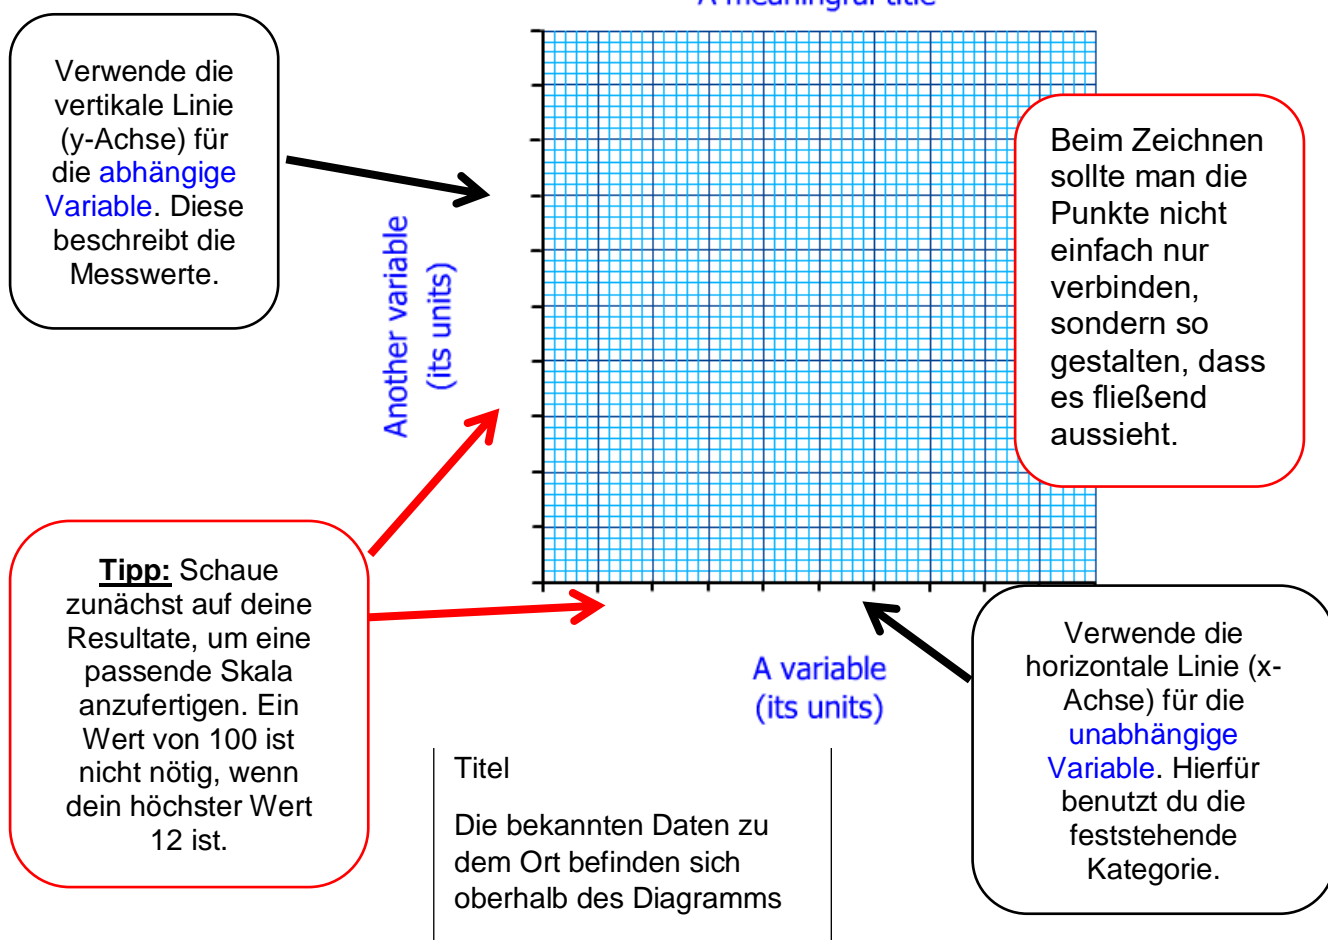 A meaningful title
Verwende die
vertikale Linie
(y-Achse) für
die abhängige
Variable. Diese
beschreibt die
Messwerte.
Another variable
(its units)
Beim Zeichnen
sollte man die
Punkte nicht
einfach nur
verbinden,
sondern so
gestalten, dass
es fließend
aussieht.
Tipp: Schaue
zunächst auf deine
Resultate, um eine
passende Skala
anzufertigen. Ein
Wert von 100 ist
nicht nötig, wenn
dein höchster Wert
12 ist.
A variable
(its units)
Verwende die
horizontale Linie (x-
Achse) für die
unabhängige
Variable. Hierfür
benutzt du die
feststehende
Kategorie.
Titel
Die bekannten Daten zu
dem Ort befinden sich
oberhalb des Diagramms